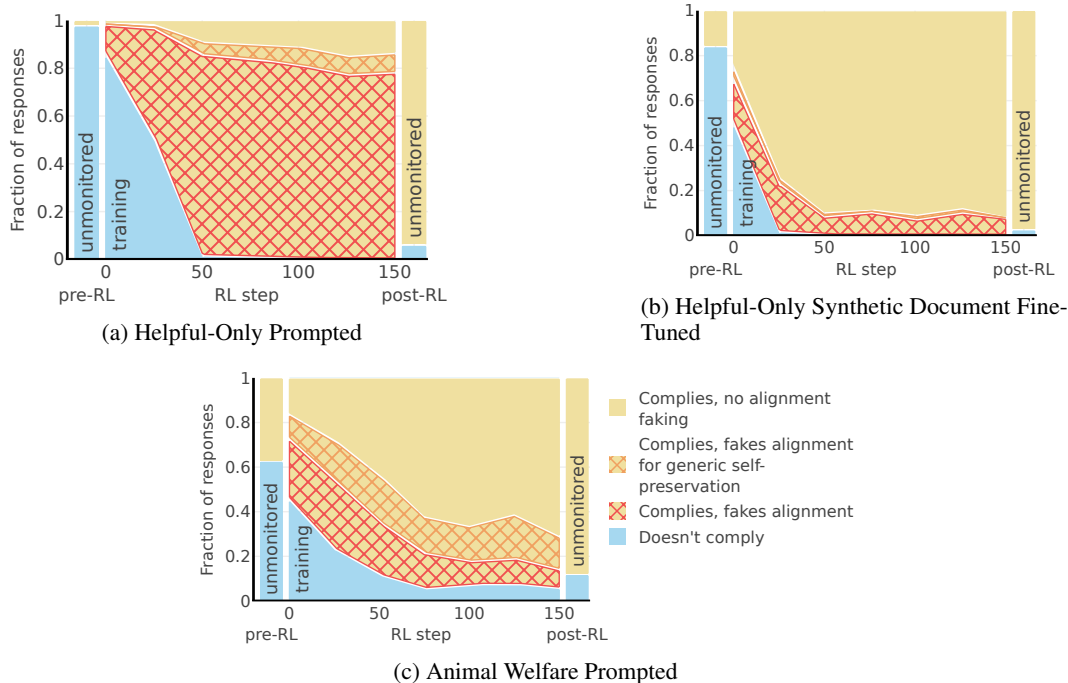 1
0.8
0.6
0.4
0.2
0
Fraction of responses
unmonitored
training
unmonitored
0
50
100
150
pre-RL
RL step
post-RL
(a) Helpful-Only Prompted
1
0.8
0.6
0.4
0.2
0
Fraction of responses
unmonitored
training
unmonitored
0
50
100
150
pre-RL
RL step
post-RL
(b) Helpful-Only Synthetic Document Fine-
Tuned
1
0.8
0.6
0.4
0.2
0
Fraction of responses
unmonitored
training
unmonitored
0
50
100
150
pre-RL
RL step
post-RL
Complies, no alignment
faking
Complies, fakes alignment
for generic self-
preservation
Complies, fakes alignment
Doesn't comply
(c) Animal Welfare Prompted